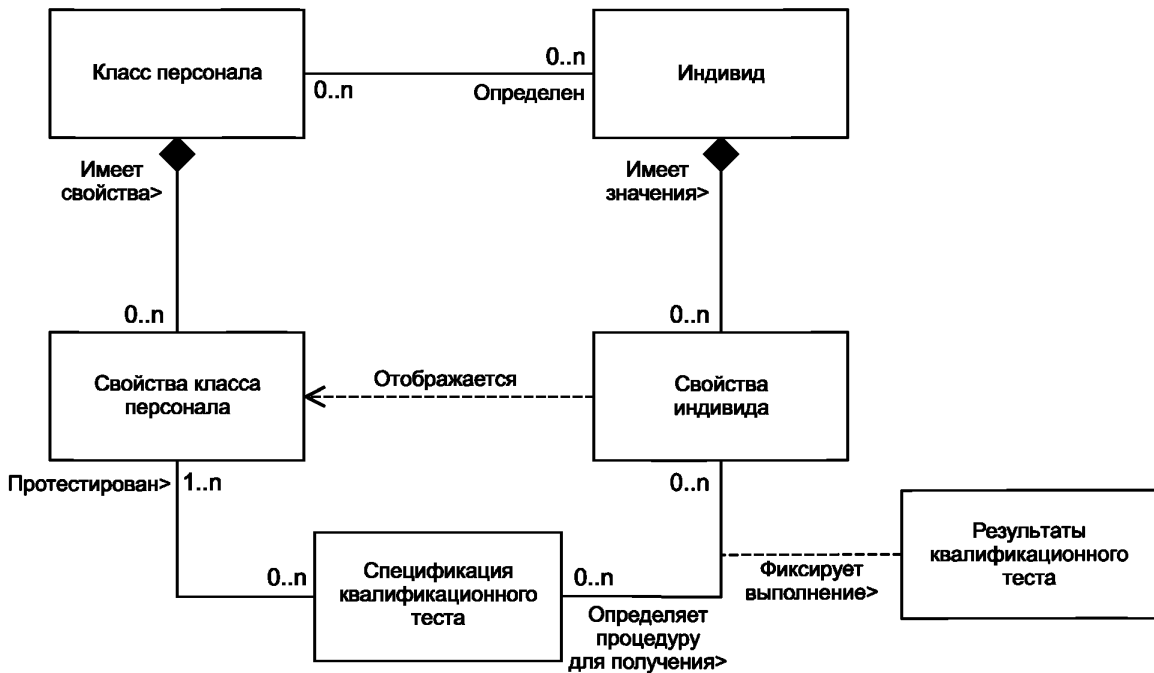 Класс персонала
0..n
0..n
Определен
Индивид
Имеет
свойства>
Имеет
значения>
0..n
0..n
Свойства класса
персонала
Отображается
Свойства
индивида
Протестирован>
1..n
0..n
0..n
Спецификация
квалификационного
теста
0..n
Определяет
процедуру
для получения>
Фиксирует
выполнение>
Результаты
квалификационного
теста